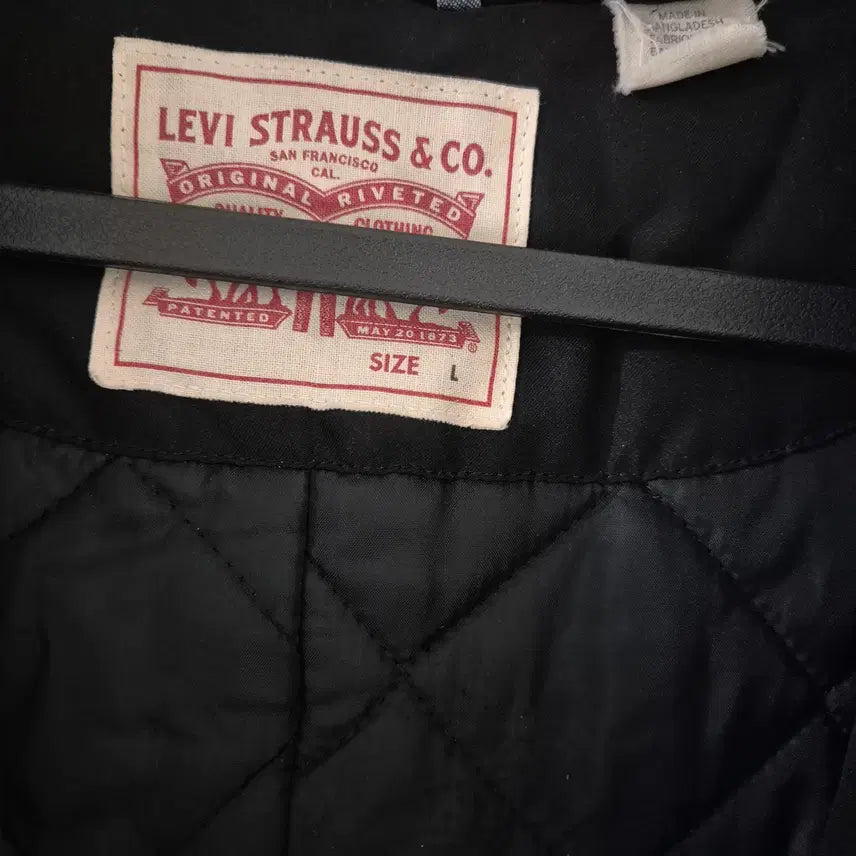 LEVI STRAUSS & CO.
SAN FRANCISCO
CAL.
ORIGINAL RIVETED
QUALITY CLOTHING
PATENTED MAY 20 1873 ®
SIZE L
MADE IN
BANGLADESH